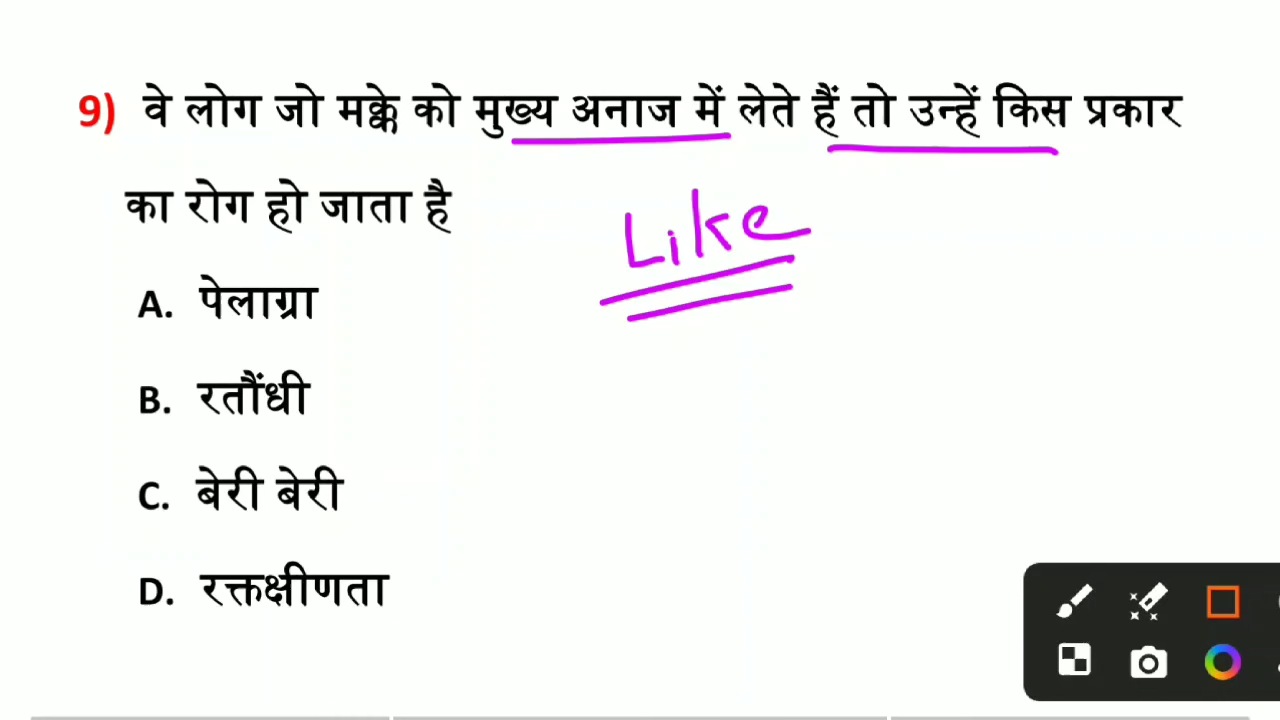 9) वे लोग जो मक्के को मुख्य अनाज में लेते हैं तो उन्हें किस प्रकार
का रोग हो जाता है
Like
A. पेलाग्रा
B. रतौंधी
C. बेरी बेरी
D. रक्तक्षीणता